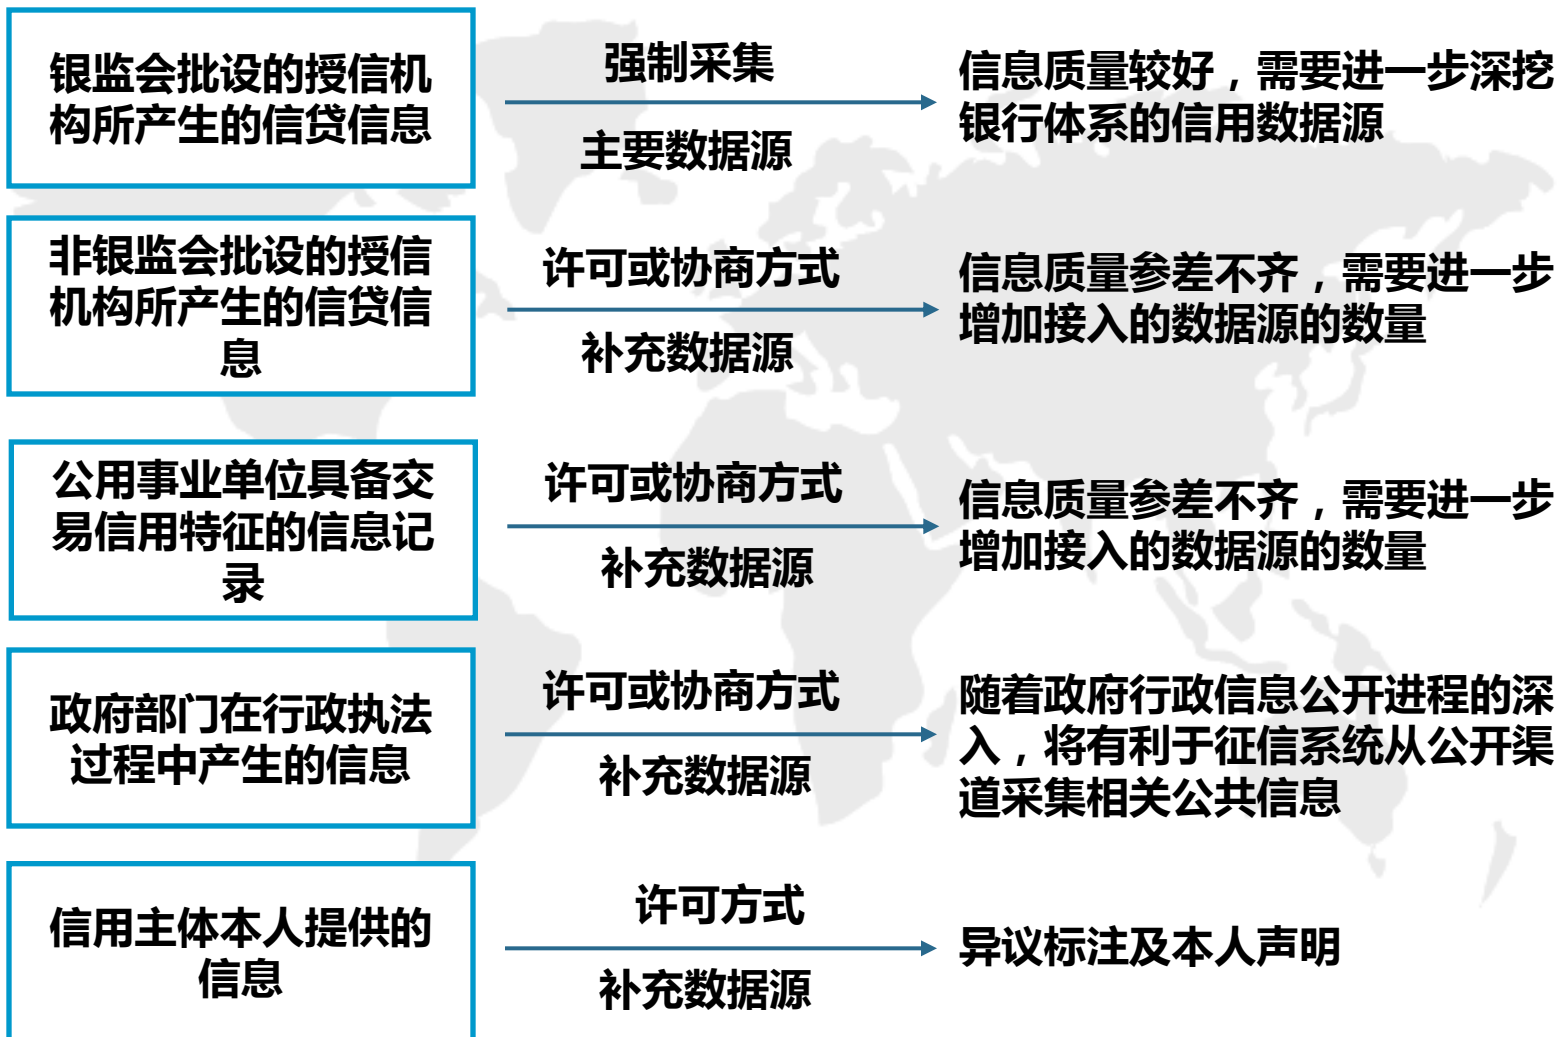 银监会批设的授信机
构所产生的信贷信息
强制采集
主要数据源
信息质量较好，需要进一步深挖
银行体系的信用数据源
非银监会批设的授信
机构所产生的信贷信
息
许可或协商方式
补充数据源
信息质量参差不齐，需要进一步
增加接入的数据源的数量
公用事业单位具备交
易信用特征的信息记
录
许可或协商方式
补充数据源
信息质量参差不齐，需要进一步
增加接入的数据源的数量
政府部门在行政执法
过程中产生的信息
许可或协商方式
补充数据源
随着政府行政信息公开进程的深
入，将有利于征信系统从公开渠
道采集相关公共信息
信用主体本人提供的
信息
许可方式
补充数据源
异议标注及本人声明